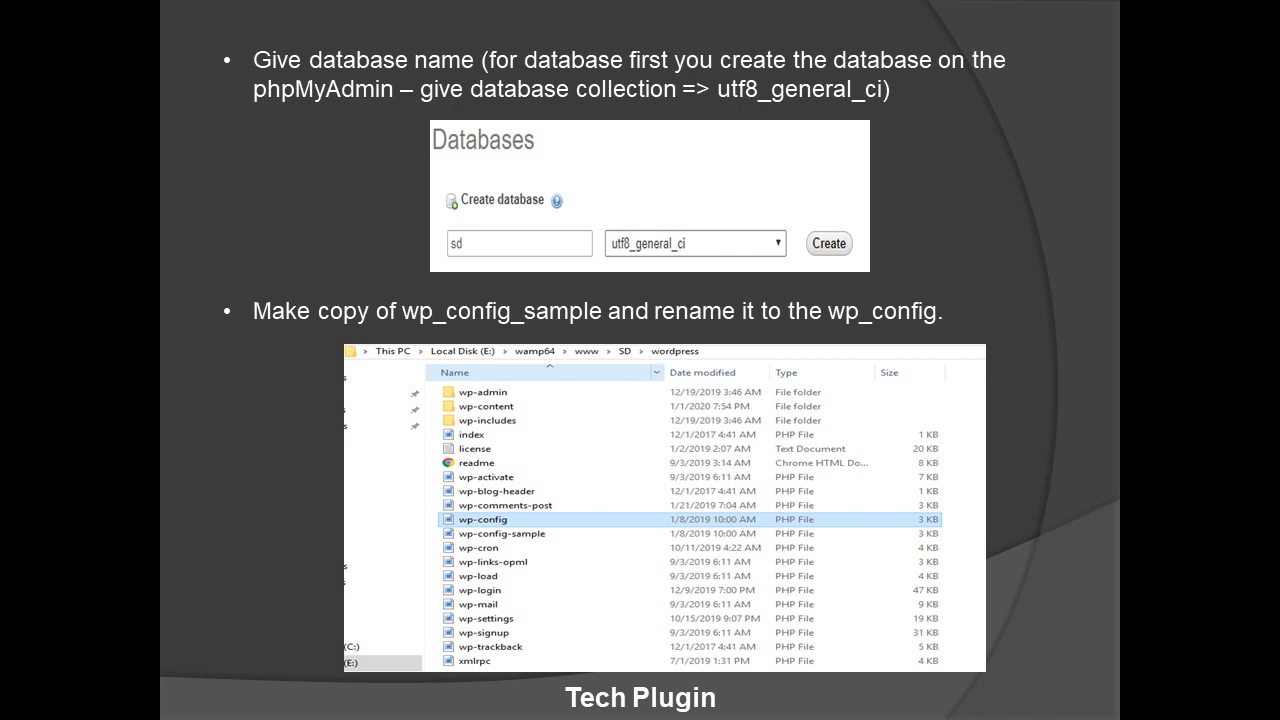 • Give database name (for database first you create the database on the
phpMyAdmin – give database collection => utf8_general_ci)
Databases
Create database
sd utf8_general_ci Create
• Make copy of wp_config_sample and rename it to the wp_config.
This PC › Local Disk (E:) › wamp64 › www › SD › wordpress
Name Date modified Type Size
wp-admin 12/19/2019 3:46 AM File folder
wp-content 1/1/2020 7:54 PM File folder
wp-includes 12/19/2019 3:46 AM File folder
index 12/1/2017 4:41 AM PHP File 1 KB
license 1/2/2019 2:07 AM Text Document 20 KB
readme 9/3/2019 3:14 AM Chrome HTML Do... 8 KB
wp-activate 9/3/2019 6:11 AM PHP File 7 KB
wp-blog-header 12/1/2017 4:41 AM PHP File 1 KB
wp-comments-post 1/21/2019 7:04 AM PHP File 3 KB
wp-config 1/8/2019 10:00 AM PHP File 3 KB
wp-config-sample 1/8/2019 10:00 AM PHP File 3 KB
wp-cron 10/11/2019 4:22 AM PHP File 4 KB
wp-links-opml 9/3/2019 6:11 AM PHP File 3 KB
wp-load 9/3/2019 6:11 AM PHP File 4 KB
wp-login 12/9/2019 7:00 PM PHP File 47 KB
wp-mail 9/3/2019 6:11 AM PHP File 9 KB
wp-settings 10/15/2019 9:07 PM PHP File 19 KB
wp-signup 9/3/2019 6:11 AM PHP File 31 KB
(C:) wp-trackback 12/1/2017 4:41 AM PHP File 5 KB
(E:) xmlrpc 7/1/2019 1:31 PM PHP File 4 KB
Tech Plugin